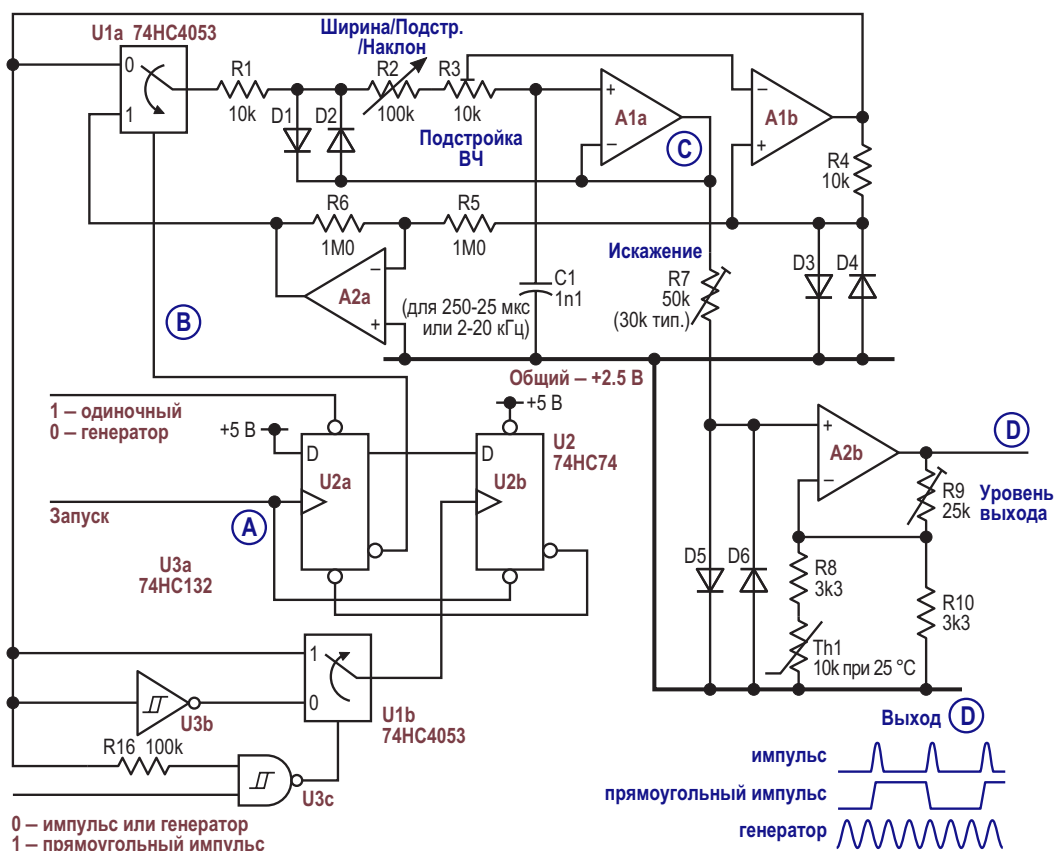 U1a 74HC4053
Ширина/Подстр.
/Наклон
0
1
R1
10k
D1
D2
R2
100k
R3
10k
Подстройка
ВЧ
+
−
A1a
C
−
+
A1b
R4
10k
R6
1M0
R5
1M0
−
+
A2a
B
C1
1n1
(для 250-25 мкс
или 2-20 кГц)
Искажение
R7
50k
(30k тип.)
D3
D4
Общий – +2.5 В
1 – одиночный
0 – генератор
+5 В
+5 В
D
U2a
D
U2b
U2
74HC74
Запуск
A
U3a
74HC132
+
−
A2b
D
R9
25k
Уровень
выхода
D5
D6
R8
3k3
R10
3k3
Th1
10k при 25 °C
1
0
U1b
74HC4053
U3b
R16 100k
U3c
0 – импульс или генератор
1 – прямоугольный импульс
Выход D
импульс
прямоугольный импульс
генератор